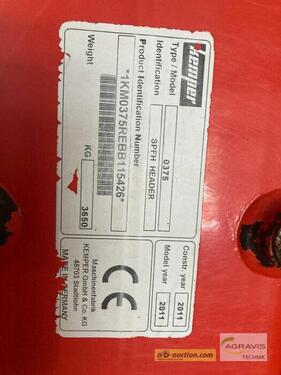 kemper
Type / Model 0375
Identification SPFH HEADER
Product Identification Number
*1KM0375REBB115426*
Weight KG 3650
Constr. year 2011
Model year 2011
CE
Maschinenfabrik
KEMPER GmbH & Co. KG
48703 Stadtlohn
MADE IN GERMANY
ab-auction.com
AGRAVIS
TECHNIK